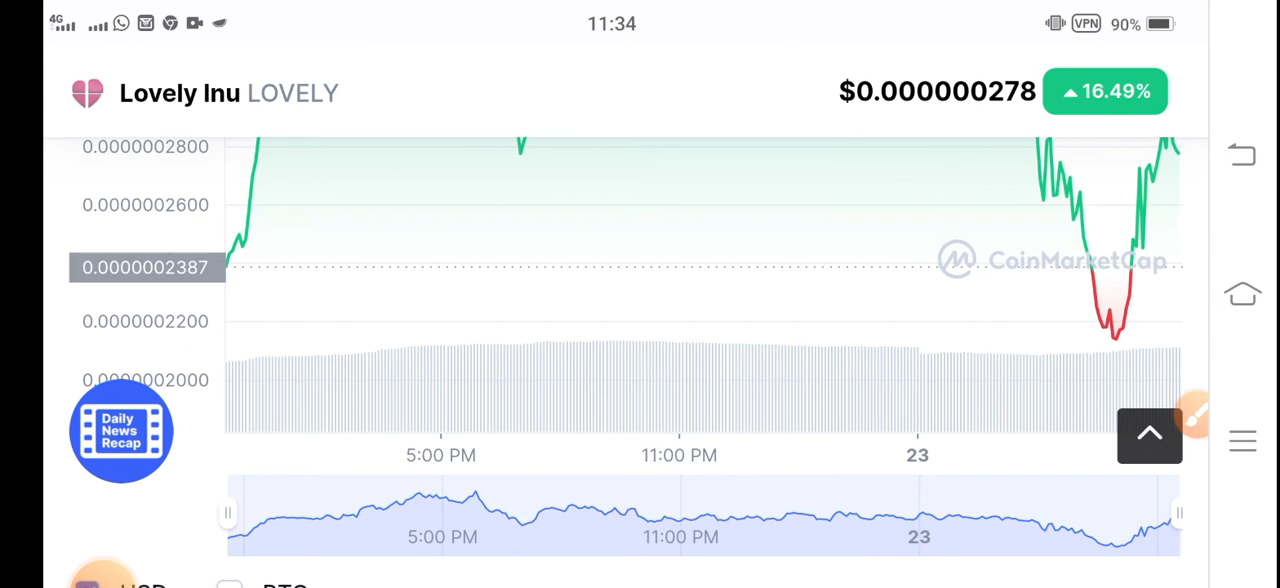 4G 11:34 VPN 90%
Lovely Inu LOVELY $0.000000278 16.49%
0.0000002800
0.0000002600
0.0000002387
CoinMarketCap
0.0000002200
0.0000002000
Daily
News
Recap
5:00 PM 11:00 PM 23
5:00 PM 11:00 PM 23
USD BTC